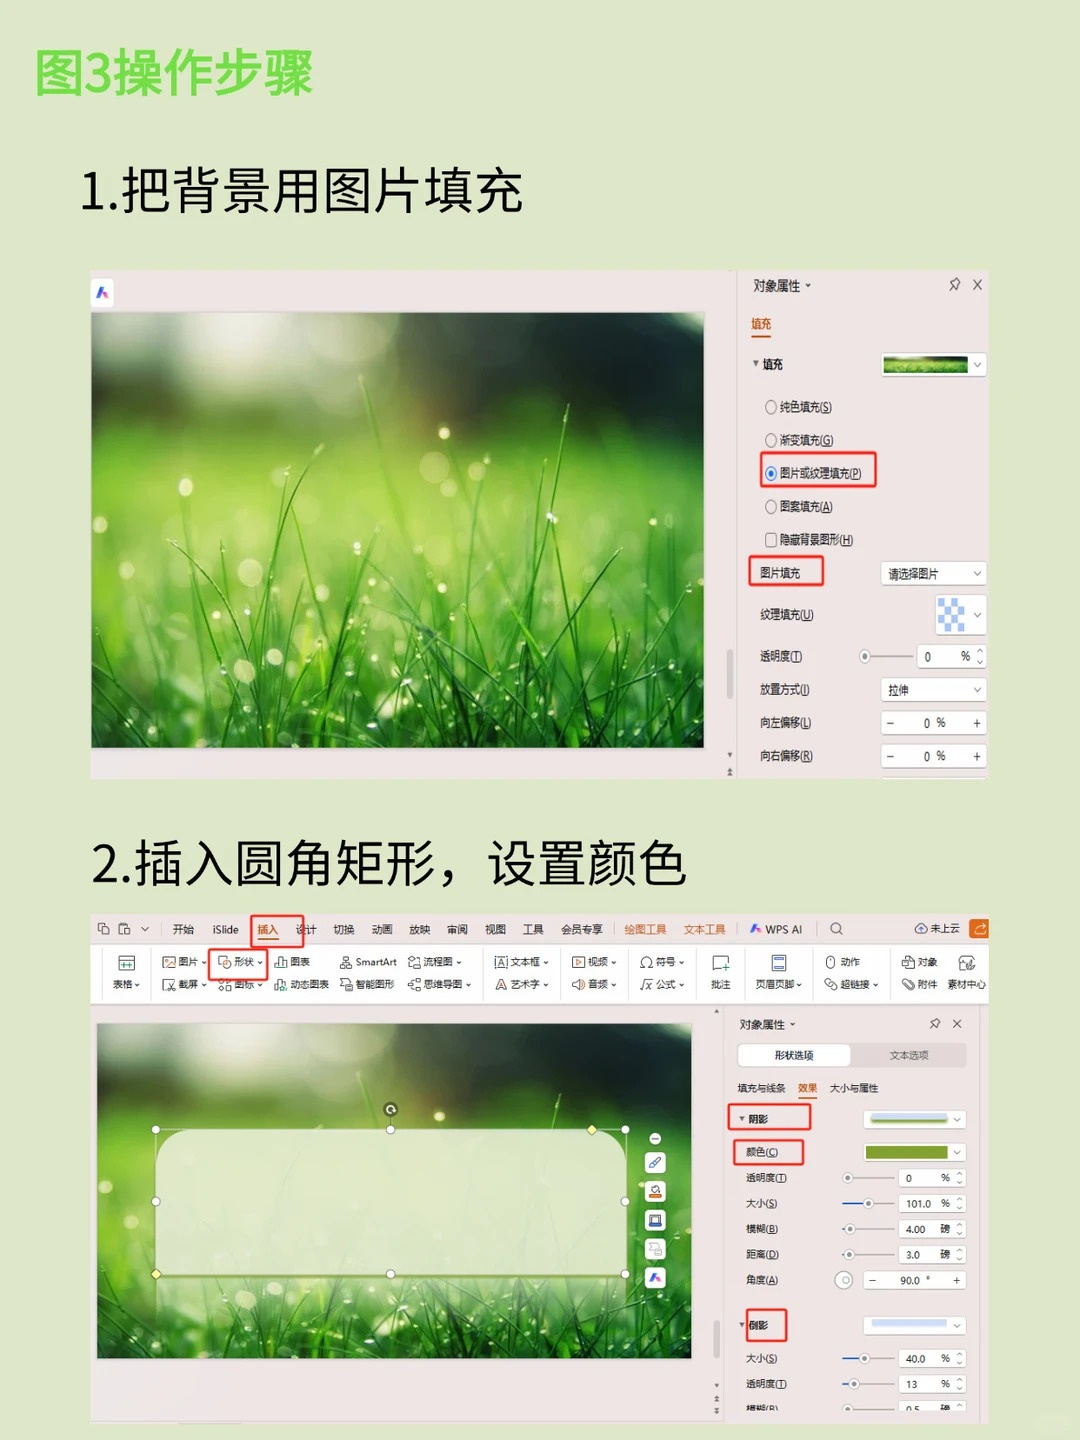 图3操作步骤
1.把背景用图片填充
对象属性
填充
填充
纯色填充(S)
渐变填充(G)
图片或纹理填充(P)
图案填充(A)
隐藏背景图形(H)
图片填充 请选择图片
纹理填充(U)
透明度(T) 0 %
放置方式(I) 拉伸
向左偏移(L) − 0 % +
向右偏移(R) − 0 % +
2.插入圆角矩形，设置颜色
开始 iSlide 插入 设计 切换 动画 放映 审阅 视图 工具 会员专享 绘图工具 文本工具 WPS AI 未上云
图片 形状 图表 SmartArt 流程图 文本框 视频 符号 动作 对象
表格 截屏 图标 动态图表 智能图形 思维导图 艺术字 音频 公式 批注 页眉页脚 超链接 附件 素材中心
对象属性
形状选项 文本选项
填充与线条 效果 大小与属性
阴影
颜色(C)
透明度(T) 0 %
大小(S) 101.0 %
模糊(B) 4.00 磅
距离(D) 3.0 磅
角度(A) − 90.0 ° +
倒影
大小(S) 40.0 %
透明度(T) 13 %
模糊(B) 0.5 磅